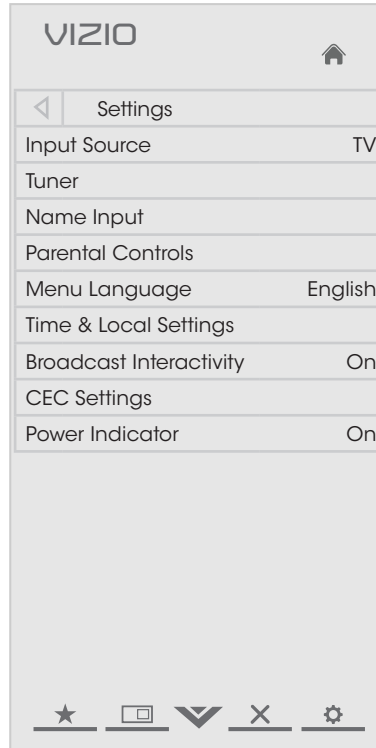 VIZIO
Settings
Input Source TV
Tuner
Name Input
Parental Controls
Menu Language English
Time & Local Settings
Broadcast Interactivity On
CEC Settings
Power Indicator On